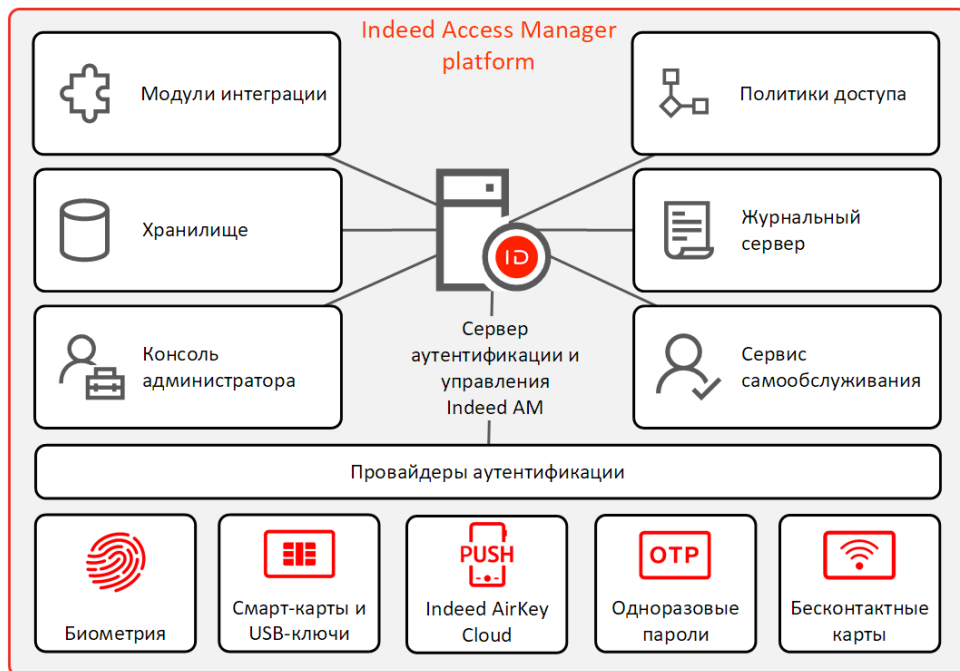 Indeed Access Manager
platform
Модули интеграции
Политики доступа
Хранилище
Журнальный
сервер
ID
Консоль
администратора
Сервер
аутентификации и
управления
Indeed AM
Сервис
самообслуживания
Провайдеры аутентификации
Биометрия
Смарт-карты и
USB-ключи
PUSH
Indeed AirKey
Cloud
OTP
Одноразовые
пароли
Бесконтактные
карты